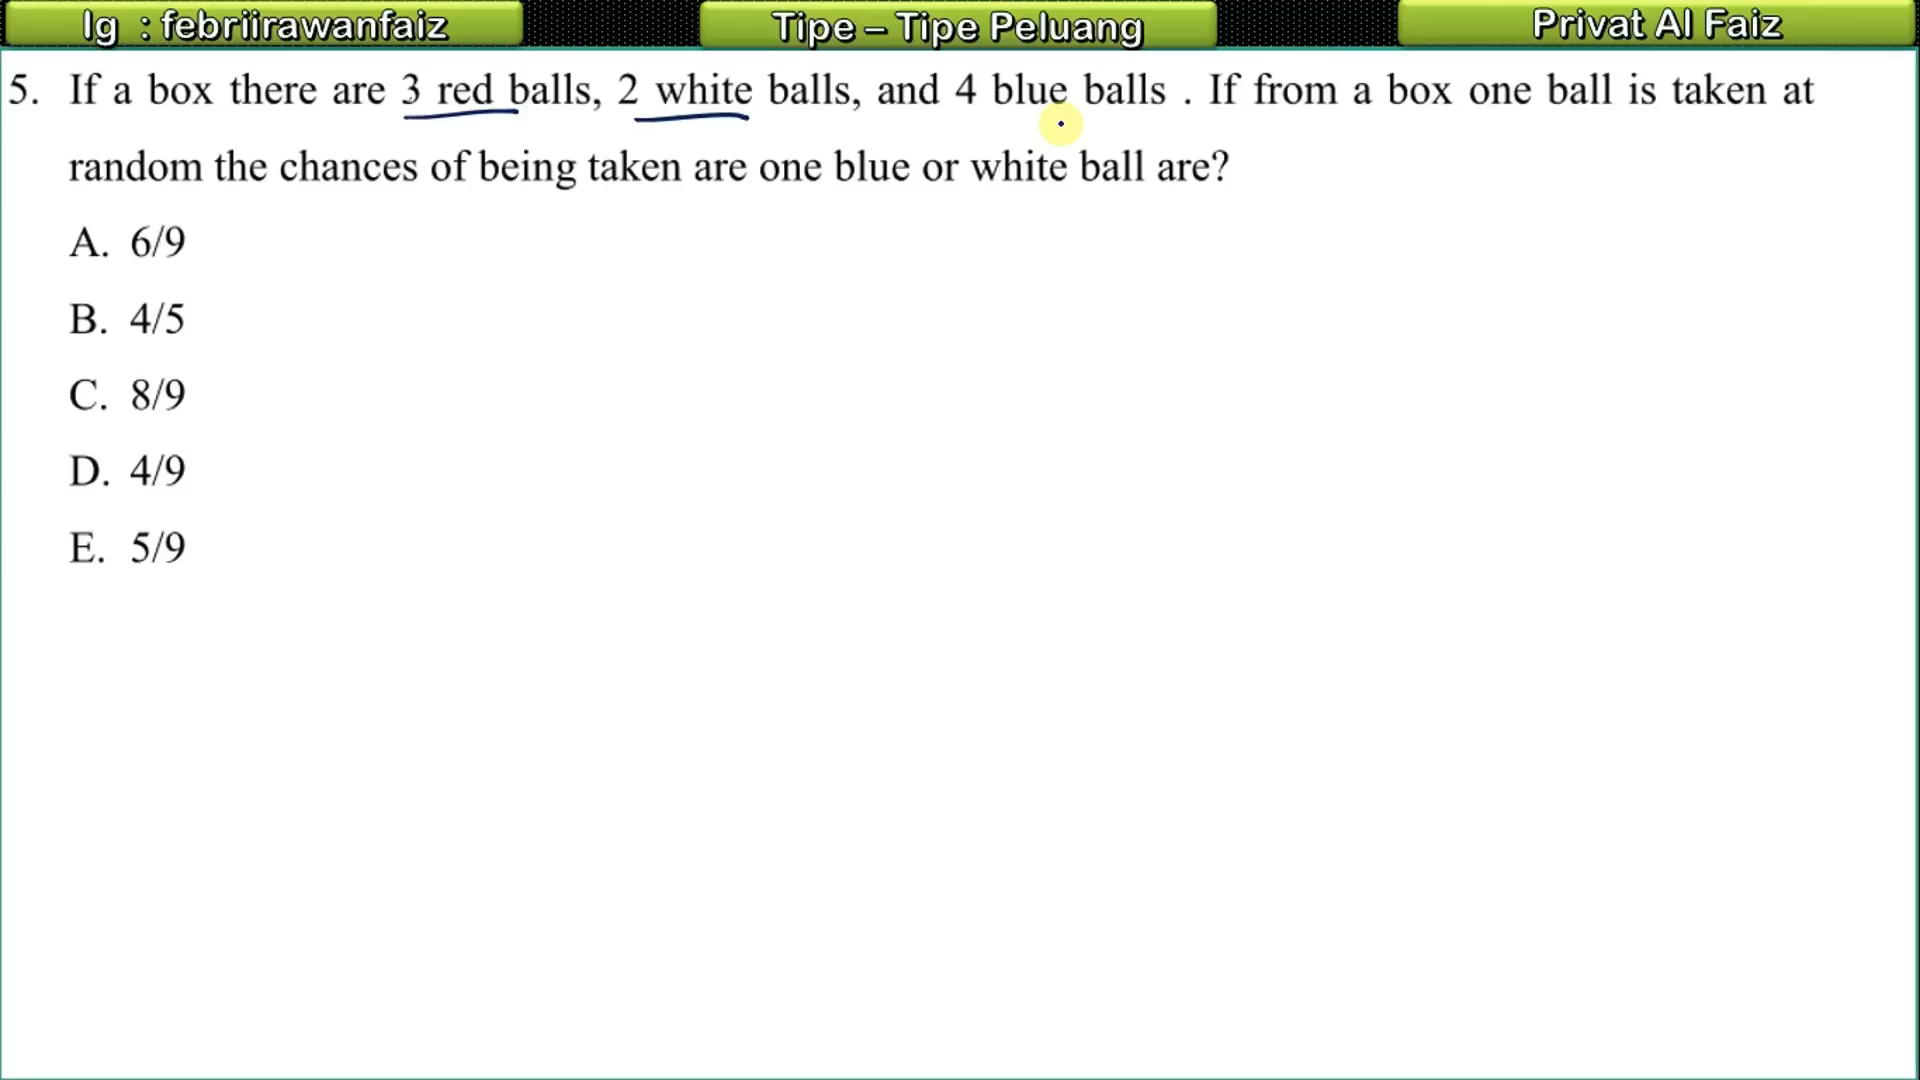 Ig : febriirawanfaiz
Tipe – Tipe Peluang
Privat Al Faiz
5. If a box there are 3 red balls, 2 white balls, and 4 blue balls . If from a box one ball is taken at
random the chances of being taken are one blue or white ball are?
A. 6/9
B. 4/5
C. 8/9
D. 4/9
E. 5/9